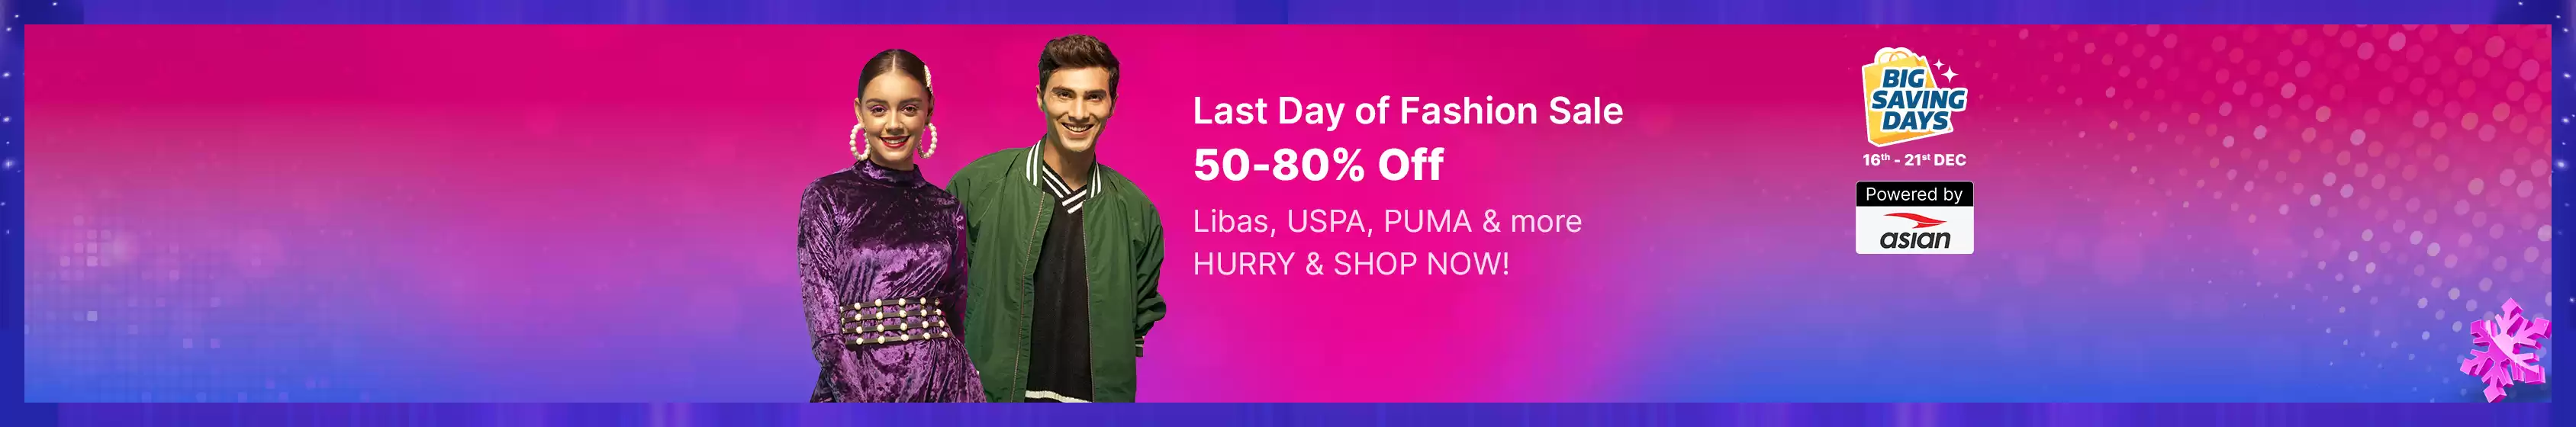 Last Day of Fashion Sale
50-80% Off
Libas, USPA, PUMA & more
HURRY & SHOP NOW!
BIG
SAVING
DAYS
16th - 21st DEC
Powered by
asian